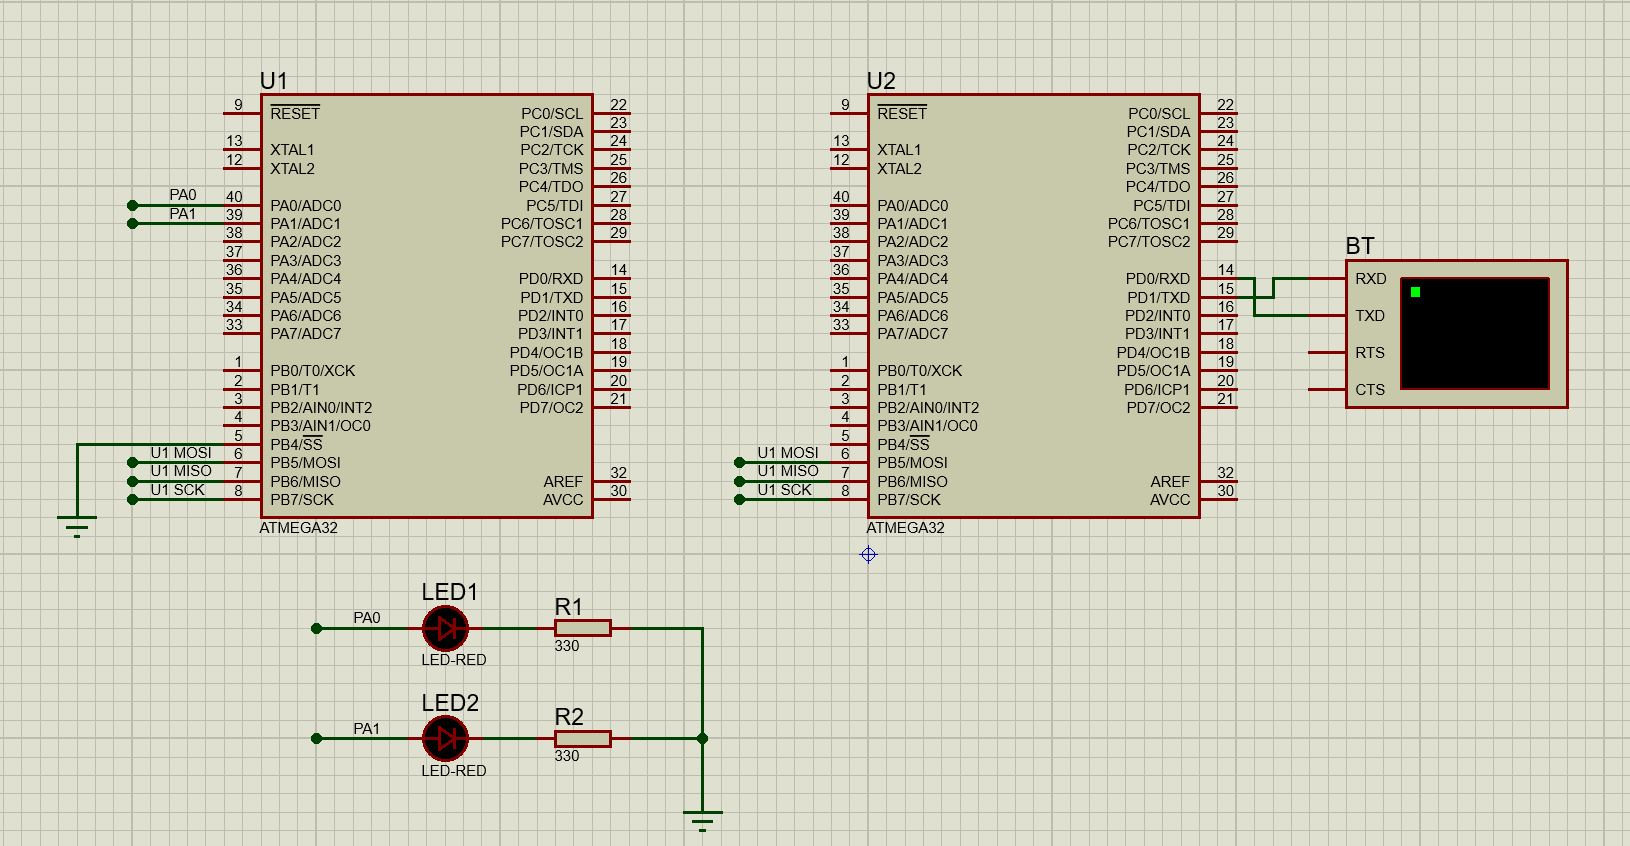 U1
9 RESET
13 XTAL1
12 XTAL2
PA0 40 PA0/ADC0
PA1 39 PA1/ADC1
38 PA2/ADC2
37 PA3/ADC3
36 PA4/ADC4
35 PA5/ADC5
34 PA6/ADC6
33 PA7/ADC7
1 PB0/T0/XCK
2 PB1/T1
3 PB2/AIN0/INT2
4 PB3/AIN1/OC0
5 PB4/SS
U1 MOSI 6 PB5/MOSI
U1 MISO 7 PB6/MISO
U1 SCK 8 PB7/SCK
PC0/SCL 22
PC1/SDA 23
PC2/TCK 24
PC3/TMS 25
PC4/TDO 26
PC5/TDI 27
PC6/TOSC1 28
PC7/TOSC2 29
PD0/RXD 14
PD1/TXD 15
PD2/INT0 16
PD3/INT1 17
PD4/OC1B 18
PD5/OC1A 19
PD6/ICP1 20
PD7/OC2 21
AREF 32
AVCC 30
ATMEGA32
U2
9 RESET
13 XTAL1
12 XTAL2
40 PA0/ADC0
39 PA1/ADC1
38 PA2/ADC2
37 PA3/ADC3
36 PA4/ADC4
35 PA5/ADC5
34 PA6/ADC6
33 PA7/ADC7
1 PB0/T0/XCK
2 PB1/T1
3 PB2/AIN0/INT2
4 PB3/AIN1/OC0
5 PB4/SS
U1 MOSI 6 PB5/MOSI
U1 MISO 7 PB6/MISO
U1 SCK 8 PB7/SCK
PC0/SCL 22
PC1/SDA 23
PC2/TCK 24
PC3/TMS 25
PC4/TDO 26
PC5/TDI 27
PC6/TOSC1 28
PC7/TOSC2 29
PD0/RXD 14
PD1/TXD 15
PD2/INT0 16
PD3/INT1 17
PD4/OC1B 18
PD5/OC1A 19
PD6/ICP1 20
PD7/OC2 21
AREF 32
AVCC 30
ATMEGA32
BT
RXD
TXD
RTS
CTS
LED1
PA0
LED-RED
R1
330
LED2
PA1
LED-RED
R2
330